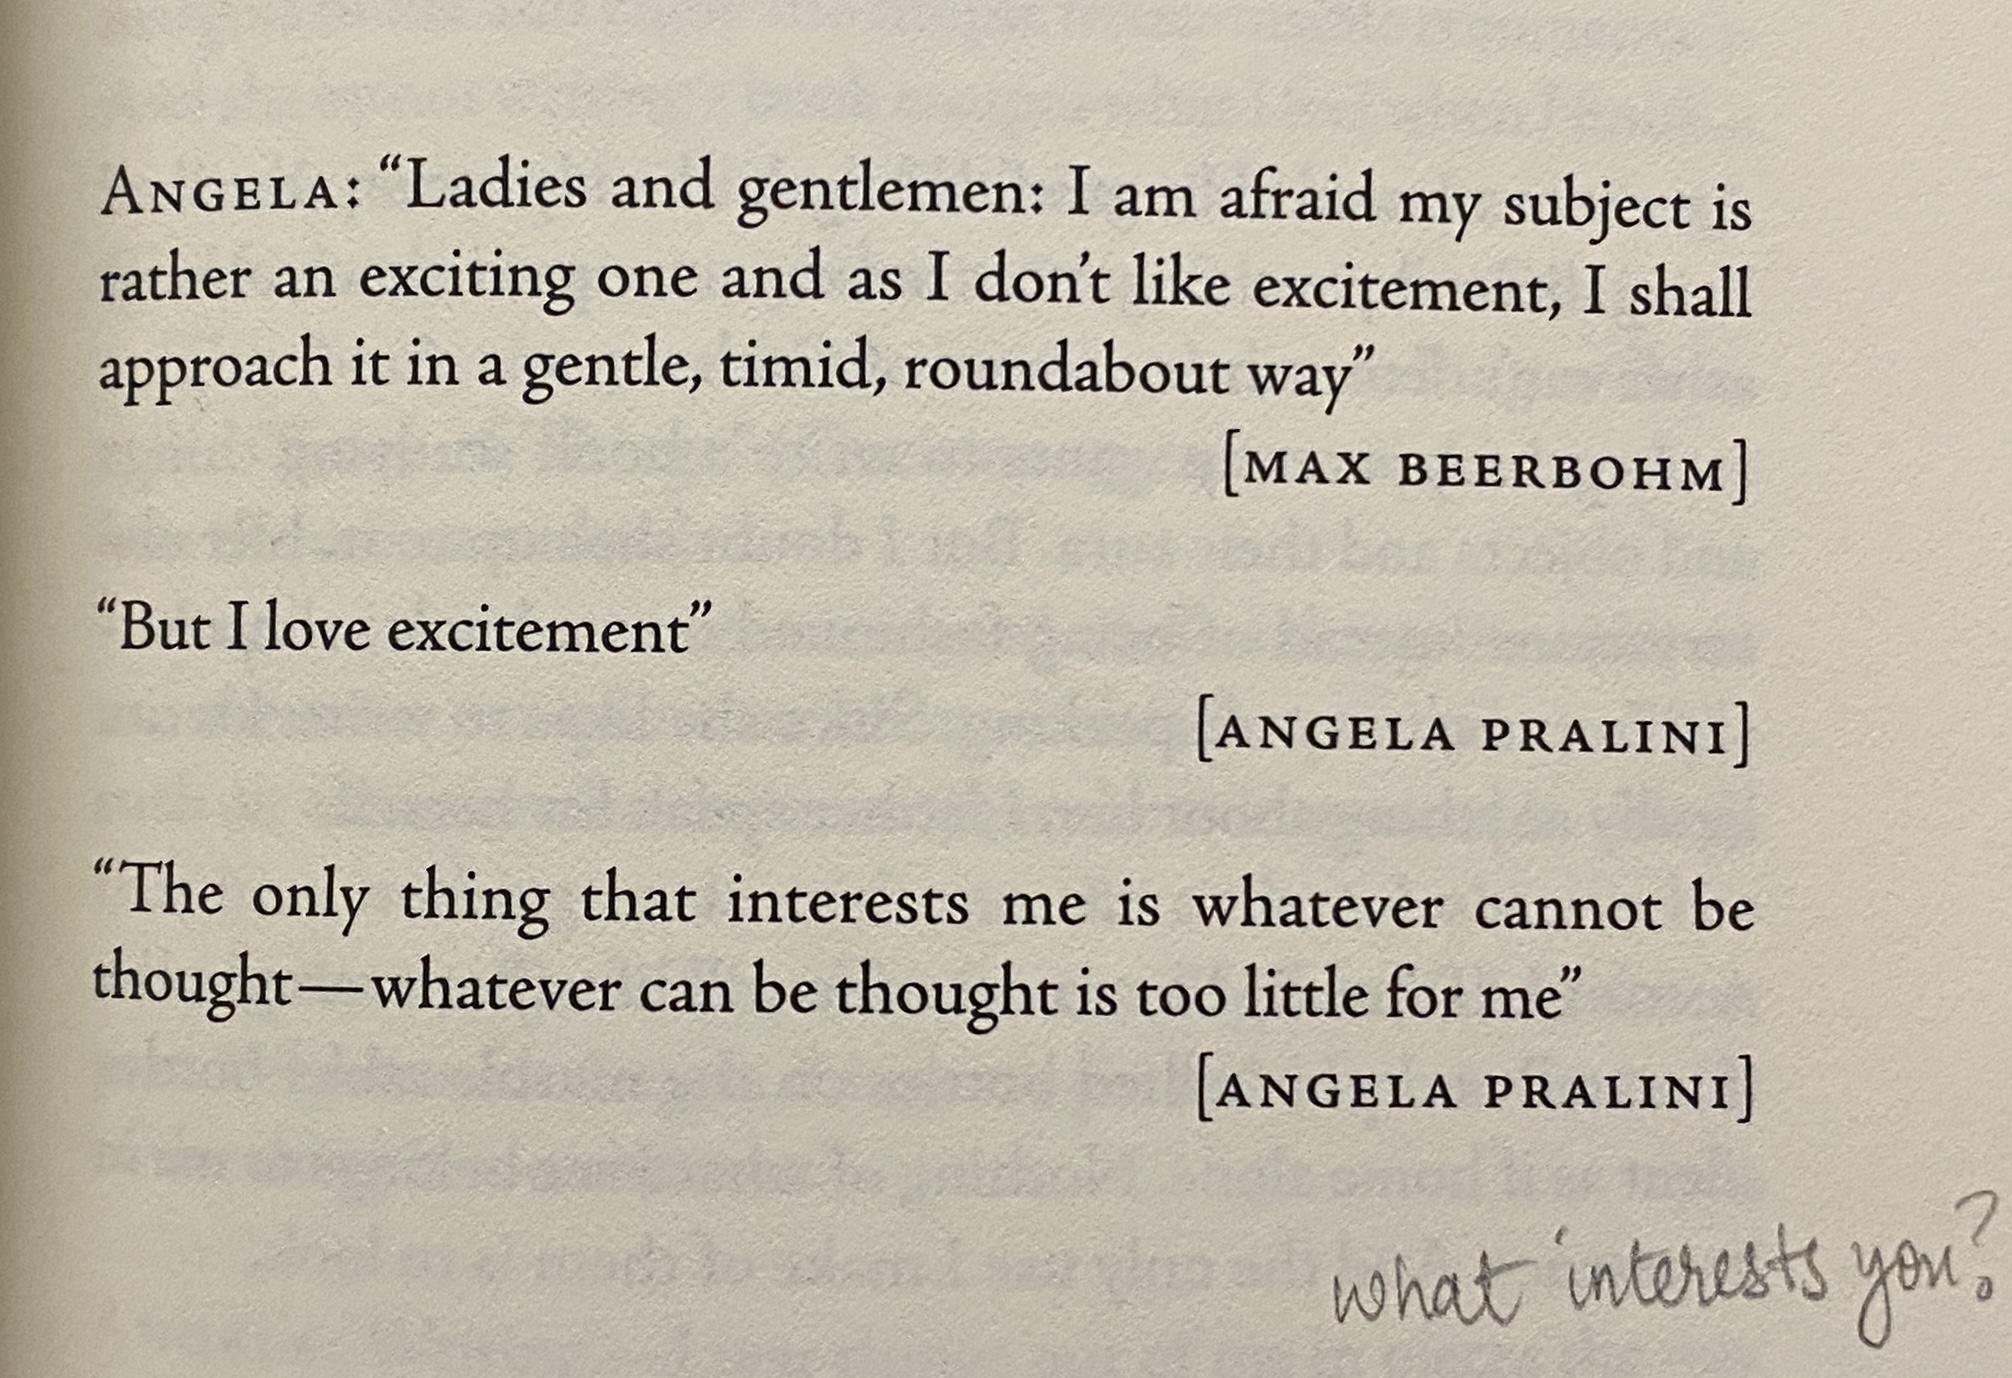 ANGELA: “Ladies and gentlemen: I am afraid my subject is
rather an exciting one and as I don’t like excitement, I shall
approach it in a gentle, timid, roundabout way”
[MAX BEERBOHM]
“But I love excitement”
[ANGELA PRALINI]
“The only thing that interests me is whatever cannot be
thought—whatever can be thought is too little for me”
[ANGELA PRALINI]
what interests you?